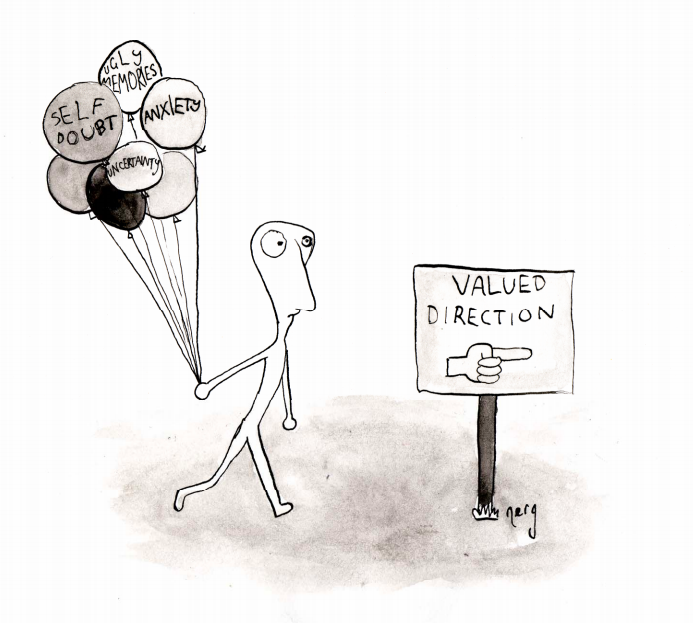 UGLY
MEMORIES
SELF
DOUBT
ANXIETY
UNCERTAINTY
VALUED
DIRECTION
nerg